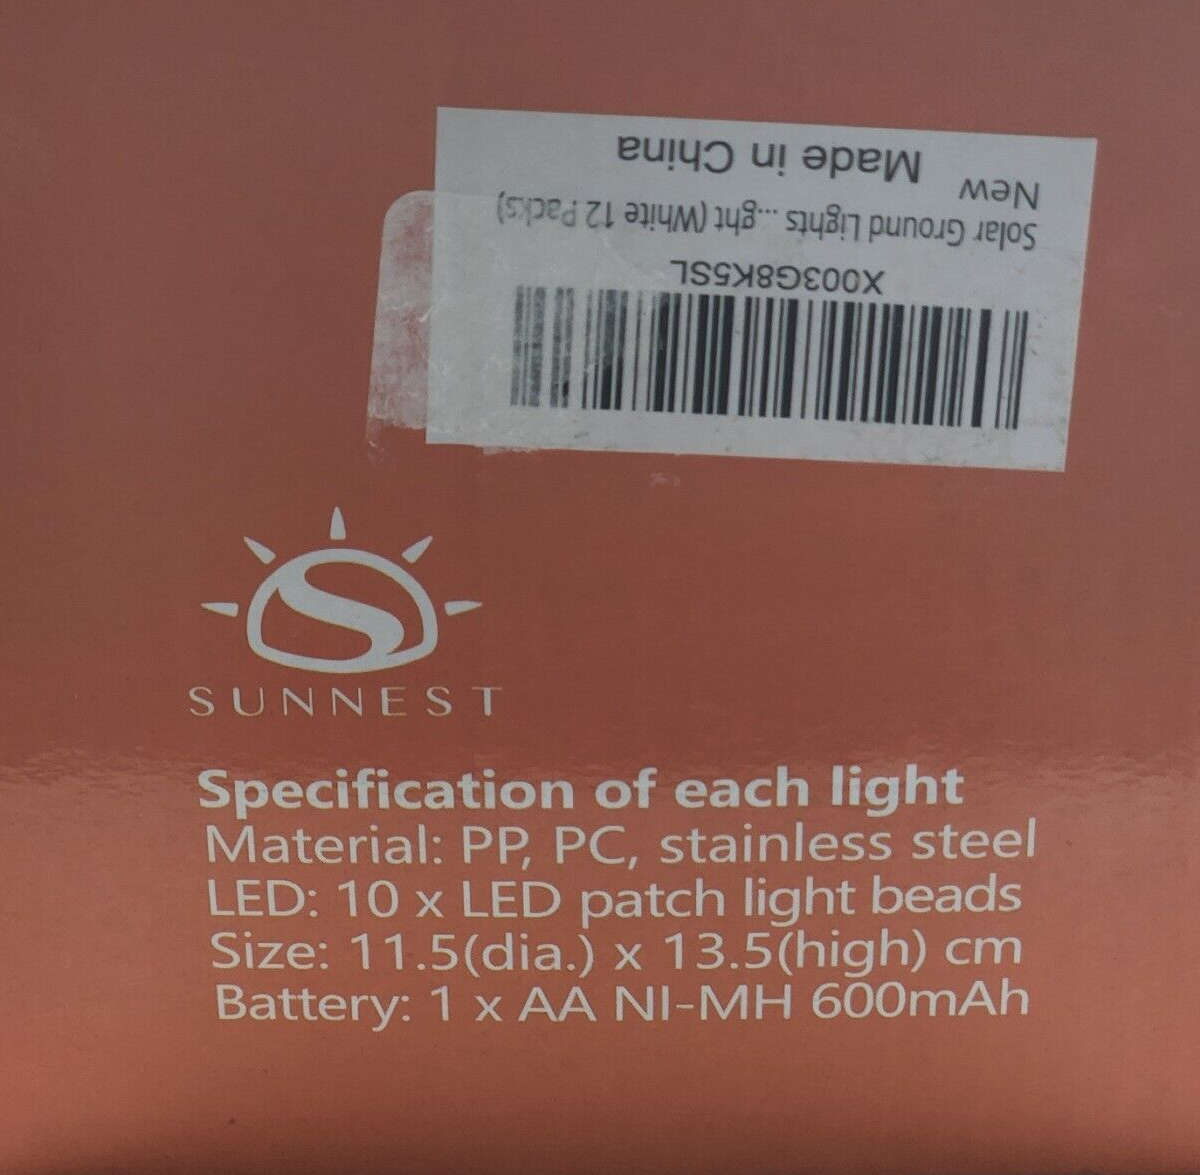 X003G8K5SL
Solar Ground Lights ...ght (White 12 Packs)
New
Made in China
SUNNEST
Specification of each light
Material: PP, PC, stainless steel
LED: 10 x LED patch light beads
Size: 11.5(dia.) x 13.5(high) cm
Battery: 1 x AA NI-MH 600mAh